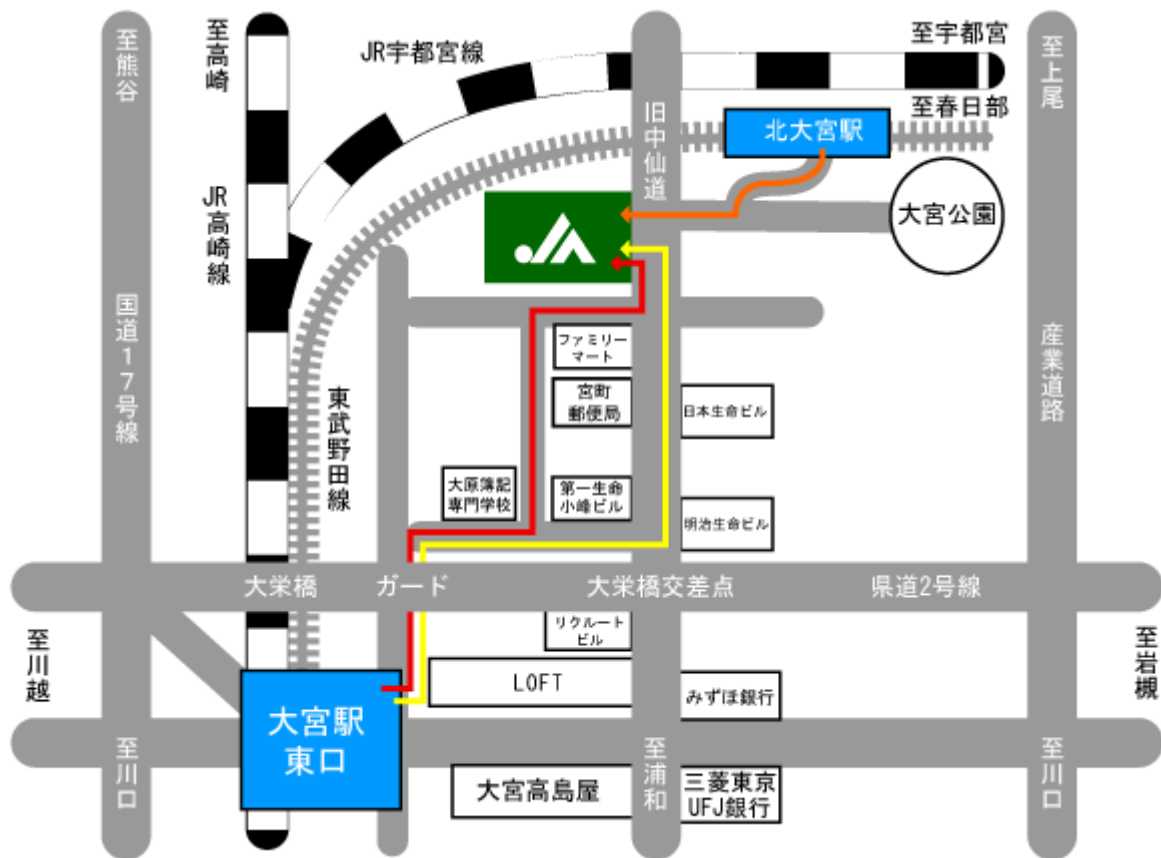 至熊谷
至高崎
JR宇都宮線
旧中仙道
至宇都宮
至春日部
至上尾
北大宮駅
大宮公園
JR高崎線
JA
国道17号線
東武野田線
ファミリー
マート
宮町
郵便局
日本生命ビル
産業道路
大原簿記
専門学校
第一生命
小峰ビル
明治生命ビル
大栄橋
ガード
大栄橋交差点
県道2号線
至川越
リクルート
ビル
至岩槻
LOFT
みずほ銀行
大宮駅
東口
至川口
至浦和
至川口
大宮高島屋
三菱東京
UFJ銀行